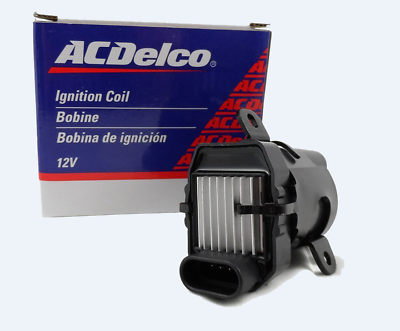 ACDelco®
Ignition Coil
Bobine
Bobina de ignición
12V